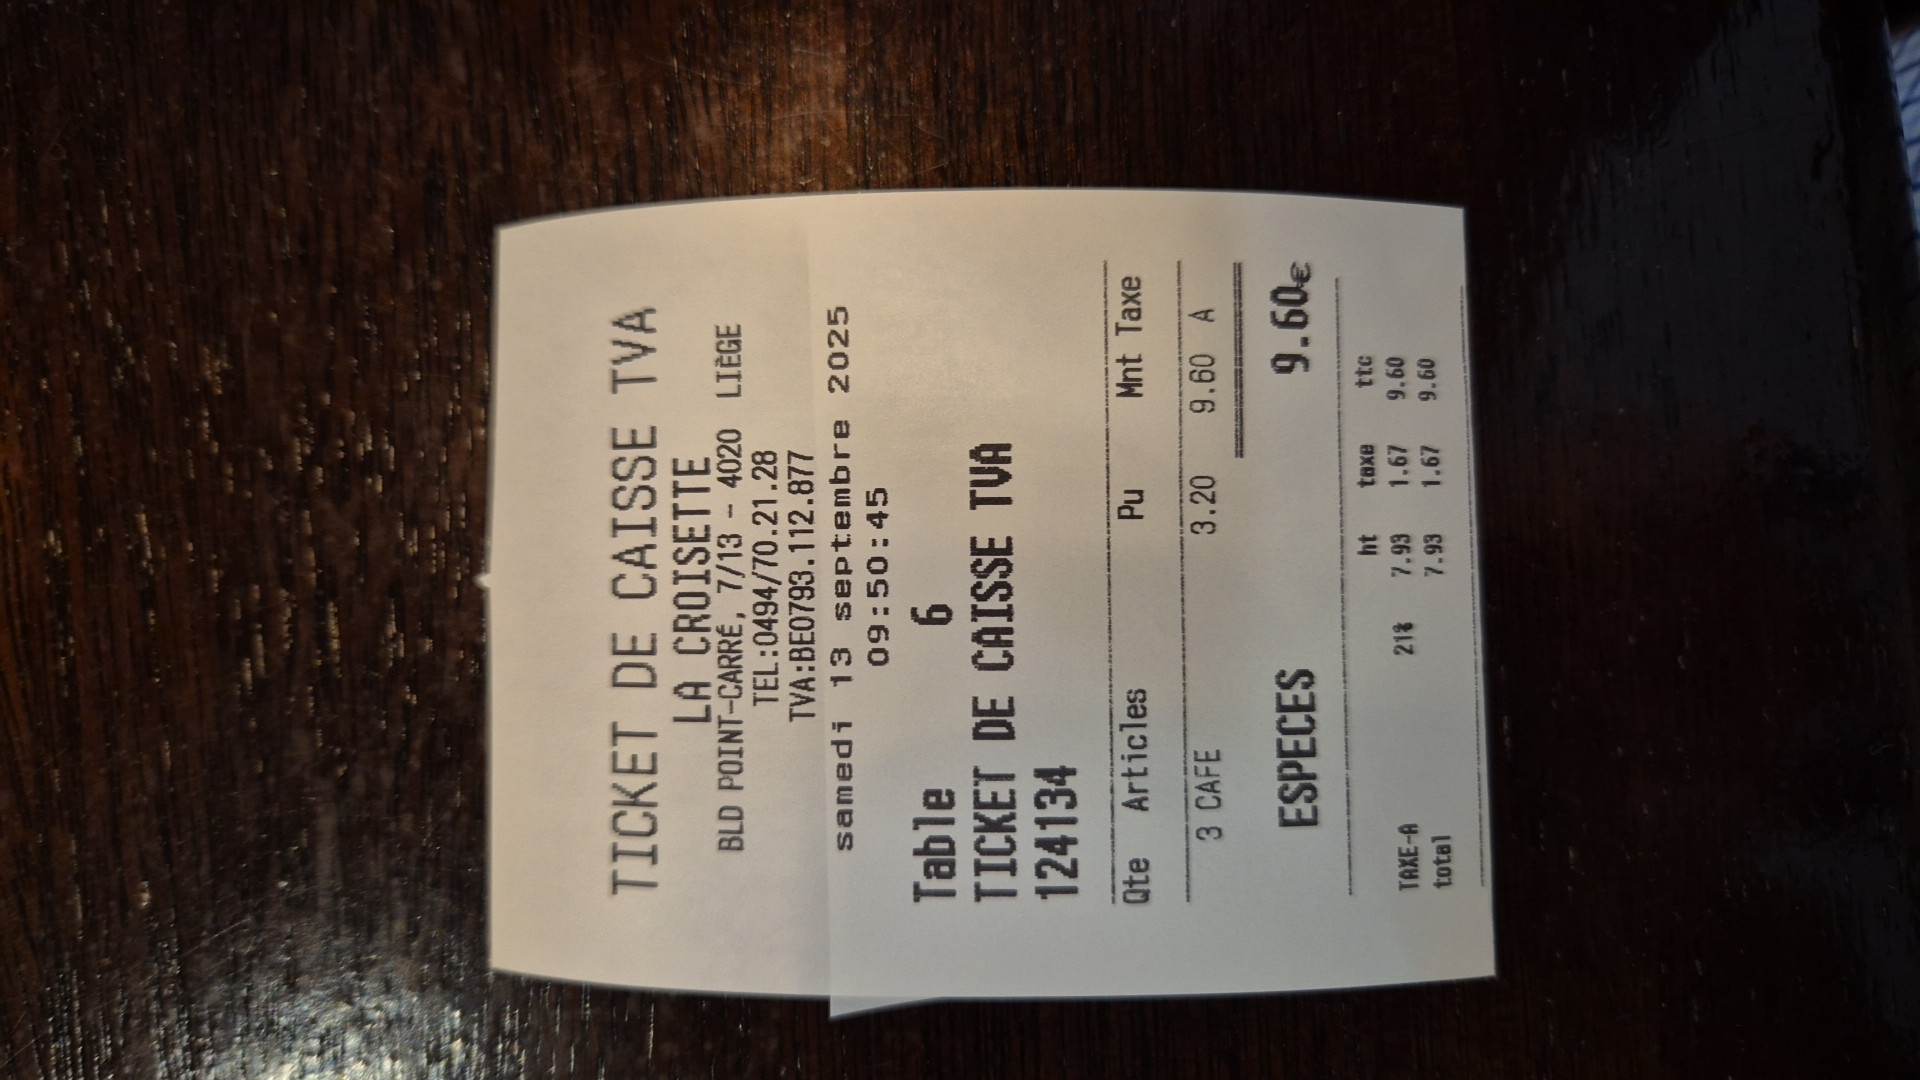 TICKET DE CAISSE TVA
LA CROISETTE
BLD POINT-CARRÉ, 7/13 - 4020 LIÈGE
TEL:0494/70.21.28
TVA:BE0793.112.877
samedi 13 septembre 2025
09:50:45
Table 6
TICKET DE CAISSE TVA
124134
Qte Articles Pu Mnt Taxe
3 CAFE 3.20 9.60 A
ESPECES 9.60€
ht taxe ttc
TAXE-A 21% 7.93 1.67 9.60
total 7.93 1.67 9.60